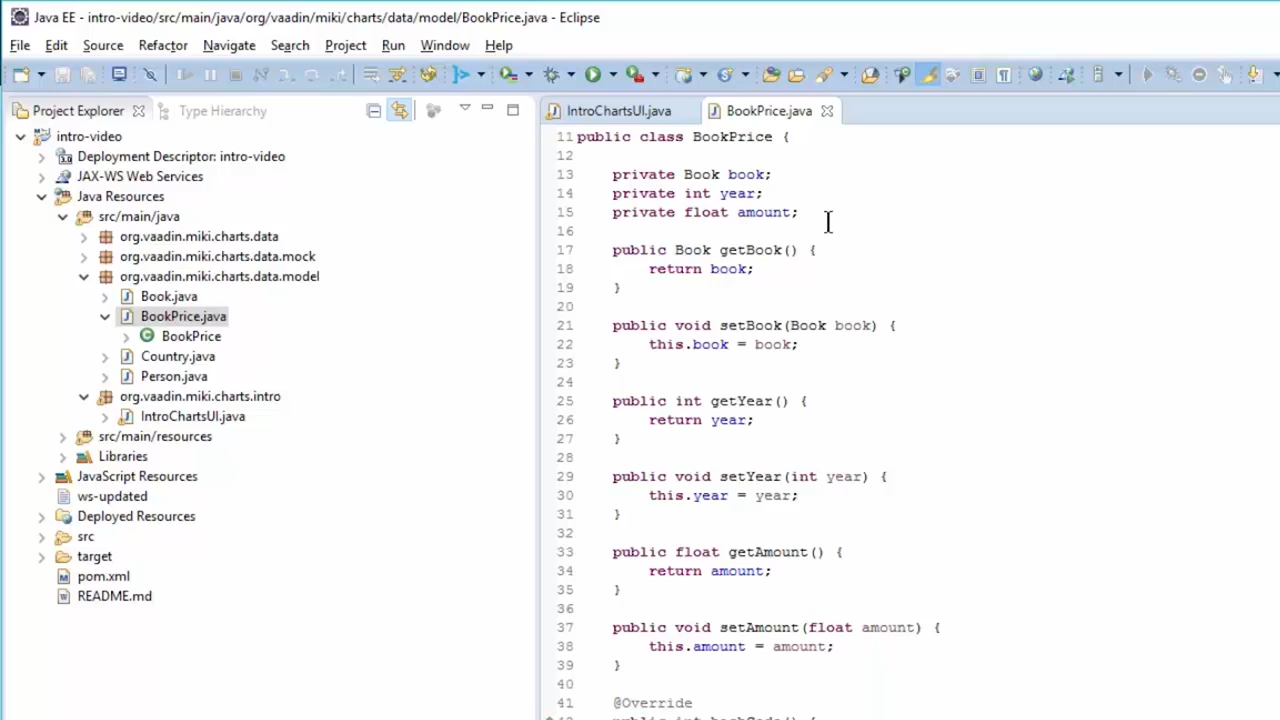 Java EE - intro-video/src/main/java/org/vaadin/miki/charts/data/model/BookPrice.java - Eclipse
File Edit Source Refactor Navigate Search Project Run Window Help
Project Explorer Type Hierarchy
intro-video
Deployment Descriptor: intro-video
JAX-WS Web Services
Java Resources
src/main/java
org.vaadin.miki.charts.data
org.vaadin.miki.charts.data.mock
org.vaadin.miki.charts.data.model
Book.java
BookPrice.java
BookPrice
Country.java
Person.java
org.vaadin.miki.charts.intro
IntroChartsUI.java
src/main/resources
Libraries
JavaScript Resources
ws-updated
Deployed Resources
src
target
pom.xml
README.md
IntroChartsUI.java BookPrice.java
11 public class BookPrice {
12
13 private Book book;
14 private int year;
15 private float amount;
16
17 public Book getBook() {
18 return book;
19 }
20
21 public void setBook(Book book) {
22 this.book = book;
23 }
24
25 public int getYear() {
26 return year;
27 }
28
29 public void setYear(int year) {
30 this.year = year;
31 }
32
33 public float getAmount() {
34 return amount;
35 }
36
37 public void setAmount(float amount) {
38 this.amount = amount;
39 }
40
41 @Override